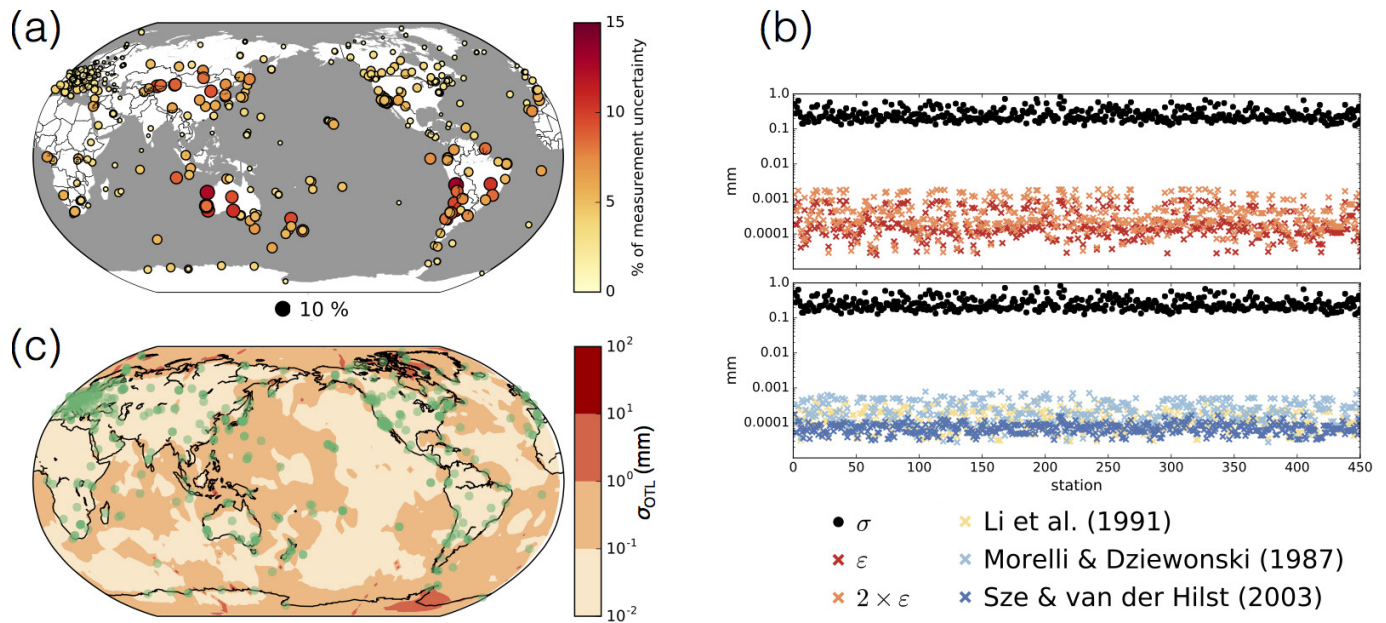 (a)
15
10
5
0
% of measurement uncertainty
10 %
(b)
1.0
0.1
0.01
0.001
0.0001
mm
1.0
0.1
0.01
0.001
0.0001
mm
0 50 100 150 200 250 300 350 400 450
station
σ
ε
2 × ε
Li et al. (1991)
Morelli & Dziewonski (1987)
Sze & van der Hilst (2003)
(c)
10²
10¹
10⁰
10⁻¹
10⁻²
σOTL (mm)